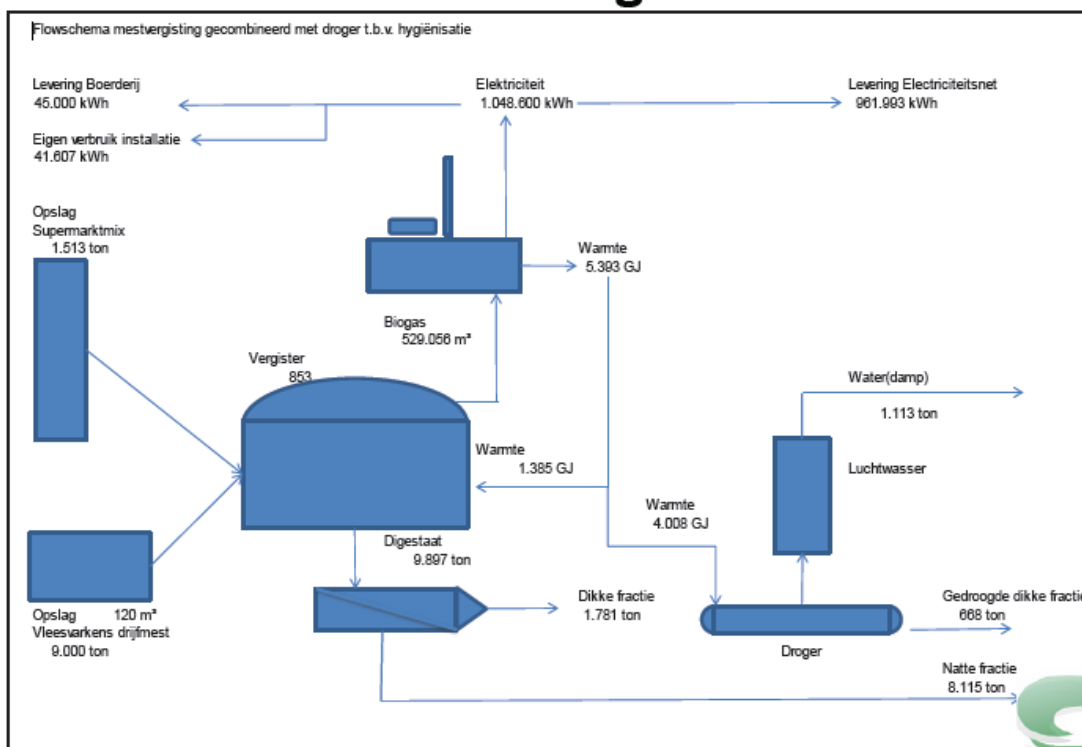 Flowschema mestvergisting gecombineerd met droger t.b.v. hygiënisatie
Levering Boerderij
45.000 kWh
Elektriciteit
1.048.600 kWh
Levering Electriciteitsnet
961.993 kWh
Eigen verbruik installatie
41.607 kWh
Opslag
Supermarktmix
1.513 ton
Warmte
5.393 GJ
Biogas
529.056 m³
Vergister
853
Water(damp)
1.113 ton
Warmte
1.385 GJ
Luchtwasser
Warmte
4.008 GJ
Digestaat
9.897 ton
Opslag 120 m³
Vleesvarkens drijfmest
9.000 ton
Dikke fractie
1.781 ton
Droger
Gedroogde dikke fractie
668 ton
Natte fractie
8.115 ton